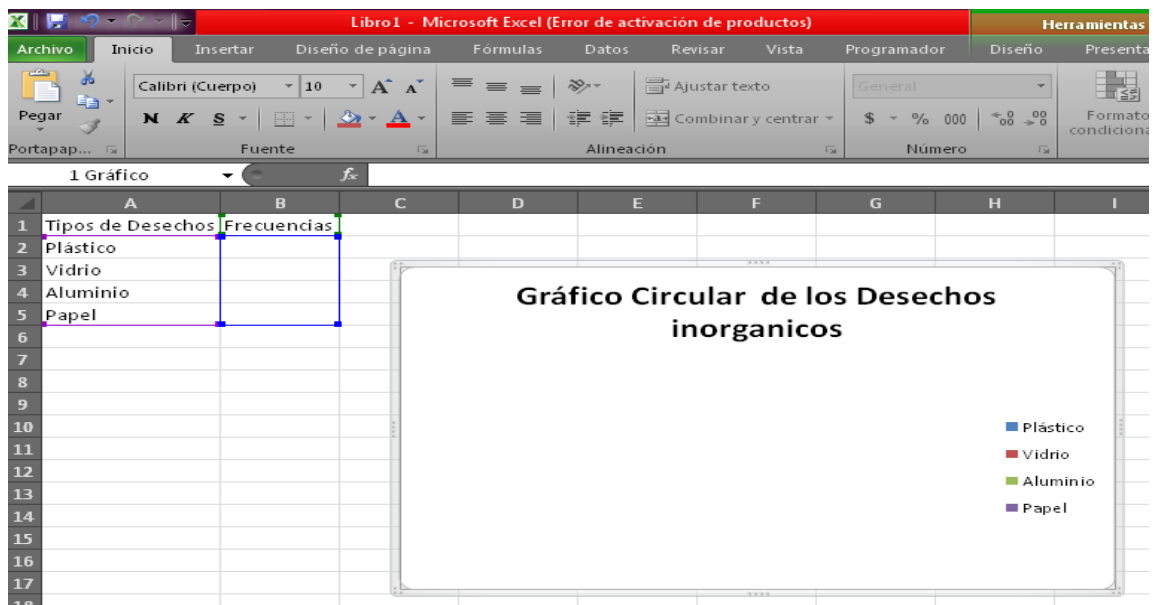 Libro1 - Microsoft Excel (Error de activación de productos)
Herramientas
Archivo Inicio Insertar Diseño de página Fórmulas Datos Revisar Vista Programador Diseño Presenta
Calibri (Cuerpo) 10 A A Ajustar texto General
Pegar N K S A Combinar y centrar $ % 000 Formato
condiciona
Portapap... Fuente Alineación Número
1 Gráfico fx
A B C D E F G H I
1 Tipos de Desechos Frecuencias
2 Plástico
3 Vidrio
4 Aluminio
5 Papel
6
7
8
9
10
11
12
13
14
15
16
17
18
Gráfico Circular de los Desechos
inorganicos
Plástico
Vidrio
Aluminio
Papel